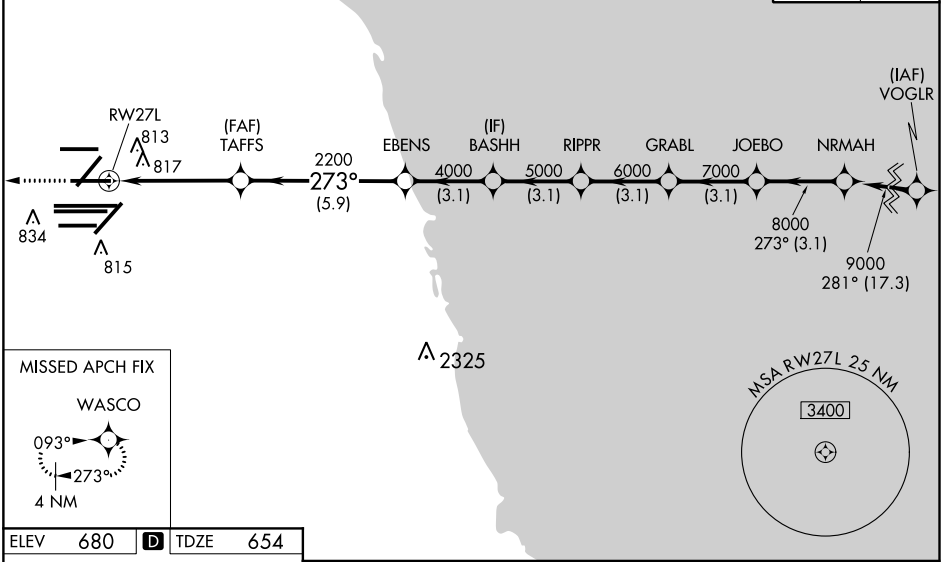 (IAF)
VOGLR
RW27L
813
817
(FAF)
TAFFS
2200
273°
(5.9)
EBENS
4000
(3.1)
(IF)
BASHH
5000
(3.1)
RIPPR
6000
(3.1)
GRABL
7000
(3.1)
JOEBO
NRMAH
8000
273° (3.1)
9000
281° (17.3)
834
815
2325
MISSED APCH FIX
WASCO
093°
273°
4 NM
MSA RW27L 25 NM
3400
ELEV 680 D TDZE 654